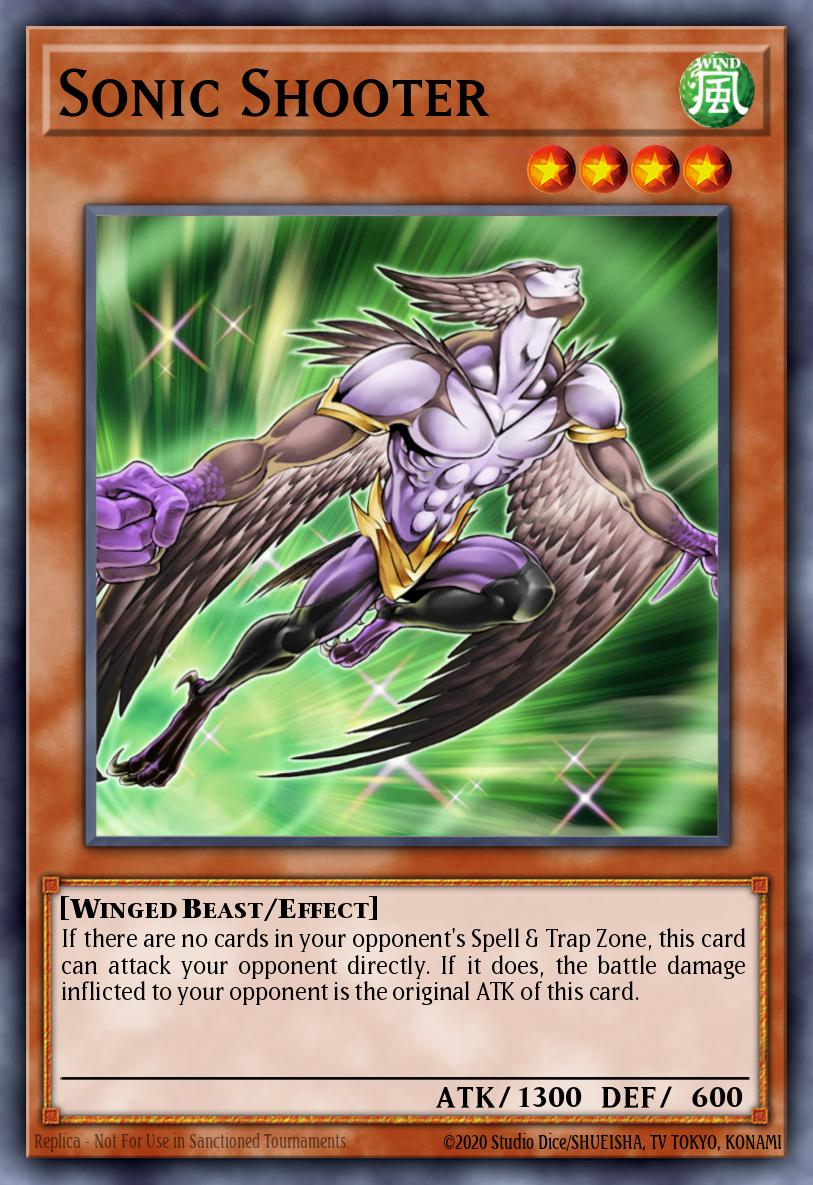 Sonic Shooter
WIND
風
[Winged Beast/Effect]
If there are no cards in your opponent's Spell & Trap Zone, this card
can attack your opponent directly. If it does, the battle damage
inflicted to your opponent is the original ATK of this card.
ATK/ 1300 DEF/ 600
Replica - Not For Use in Sanctioned Tournaments.
©2020 Studio Dice/SHUEISHA, TV TOKYO, KONAMI